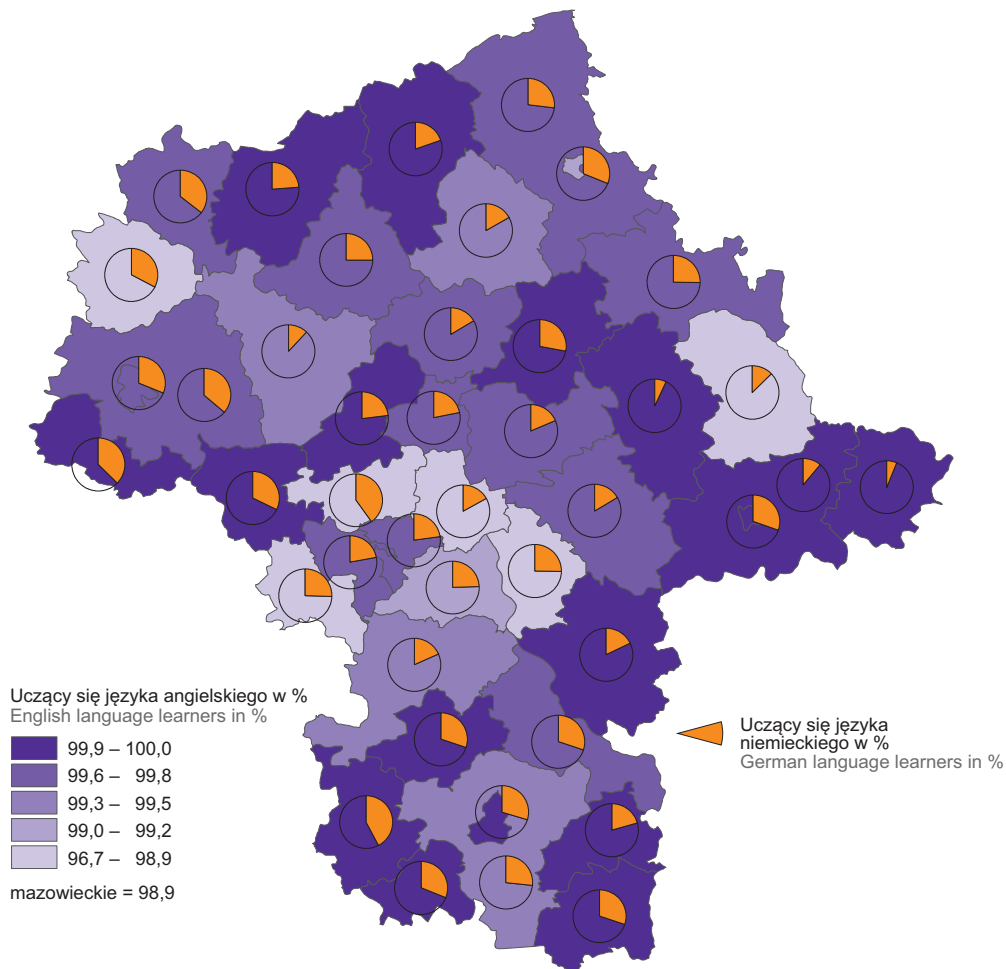 Uczący się języka angielskiego w %
English language learners in %
99,9 – 100,0
99,6 – 99,8
99,3 – 99,5
99,0 – 99,2
96,7 – 98,9
mazowieckie = 98,9
Uczący się języka
niemieckiego w %
German language learners in %